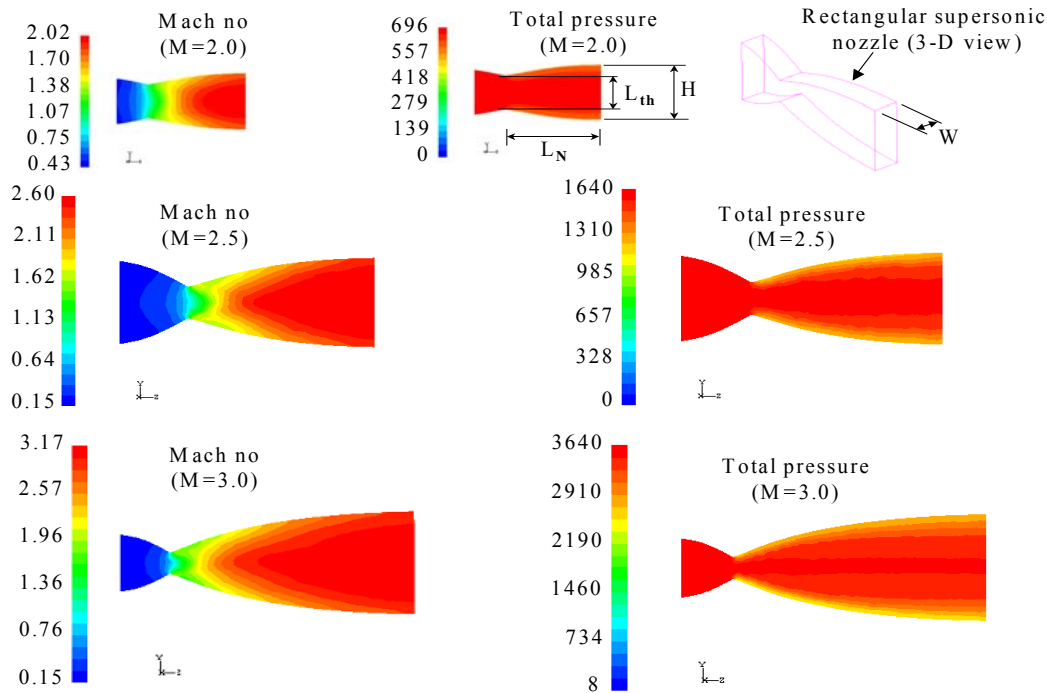 Mach no
(M=2.0)
2.02
1.70
1.38
1.07
0.75
0.43
Y
Total pressure
(M=2.0)
696
557
418
279
139
0
Lth
H
LN
Y
Rectangular supersonic
nozzle (3-D view)
W
Mach no
(M=2.5)
2.60
2.11
1.62
1.13
0.64
0.15
Y
X
Z
Total pressure
(M=2.5)
1640
1310
985
657
328
0
Y
X
Z
Mach no
(M=3.0)
3.17
2.57
1.96
1.36
0.76
0.15
Y
X
Z
Total pressure
(M=3.0)
3640
2910
2190
1460
734
8
Y
X
Z